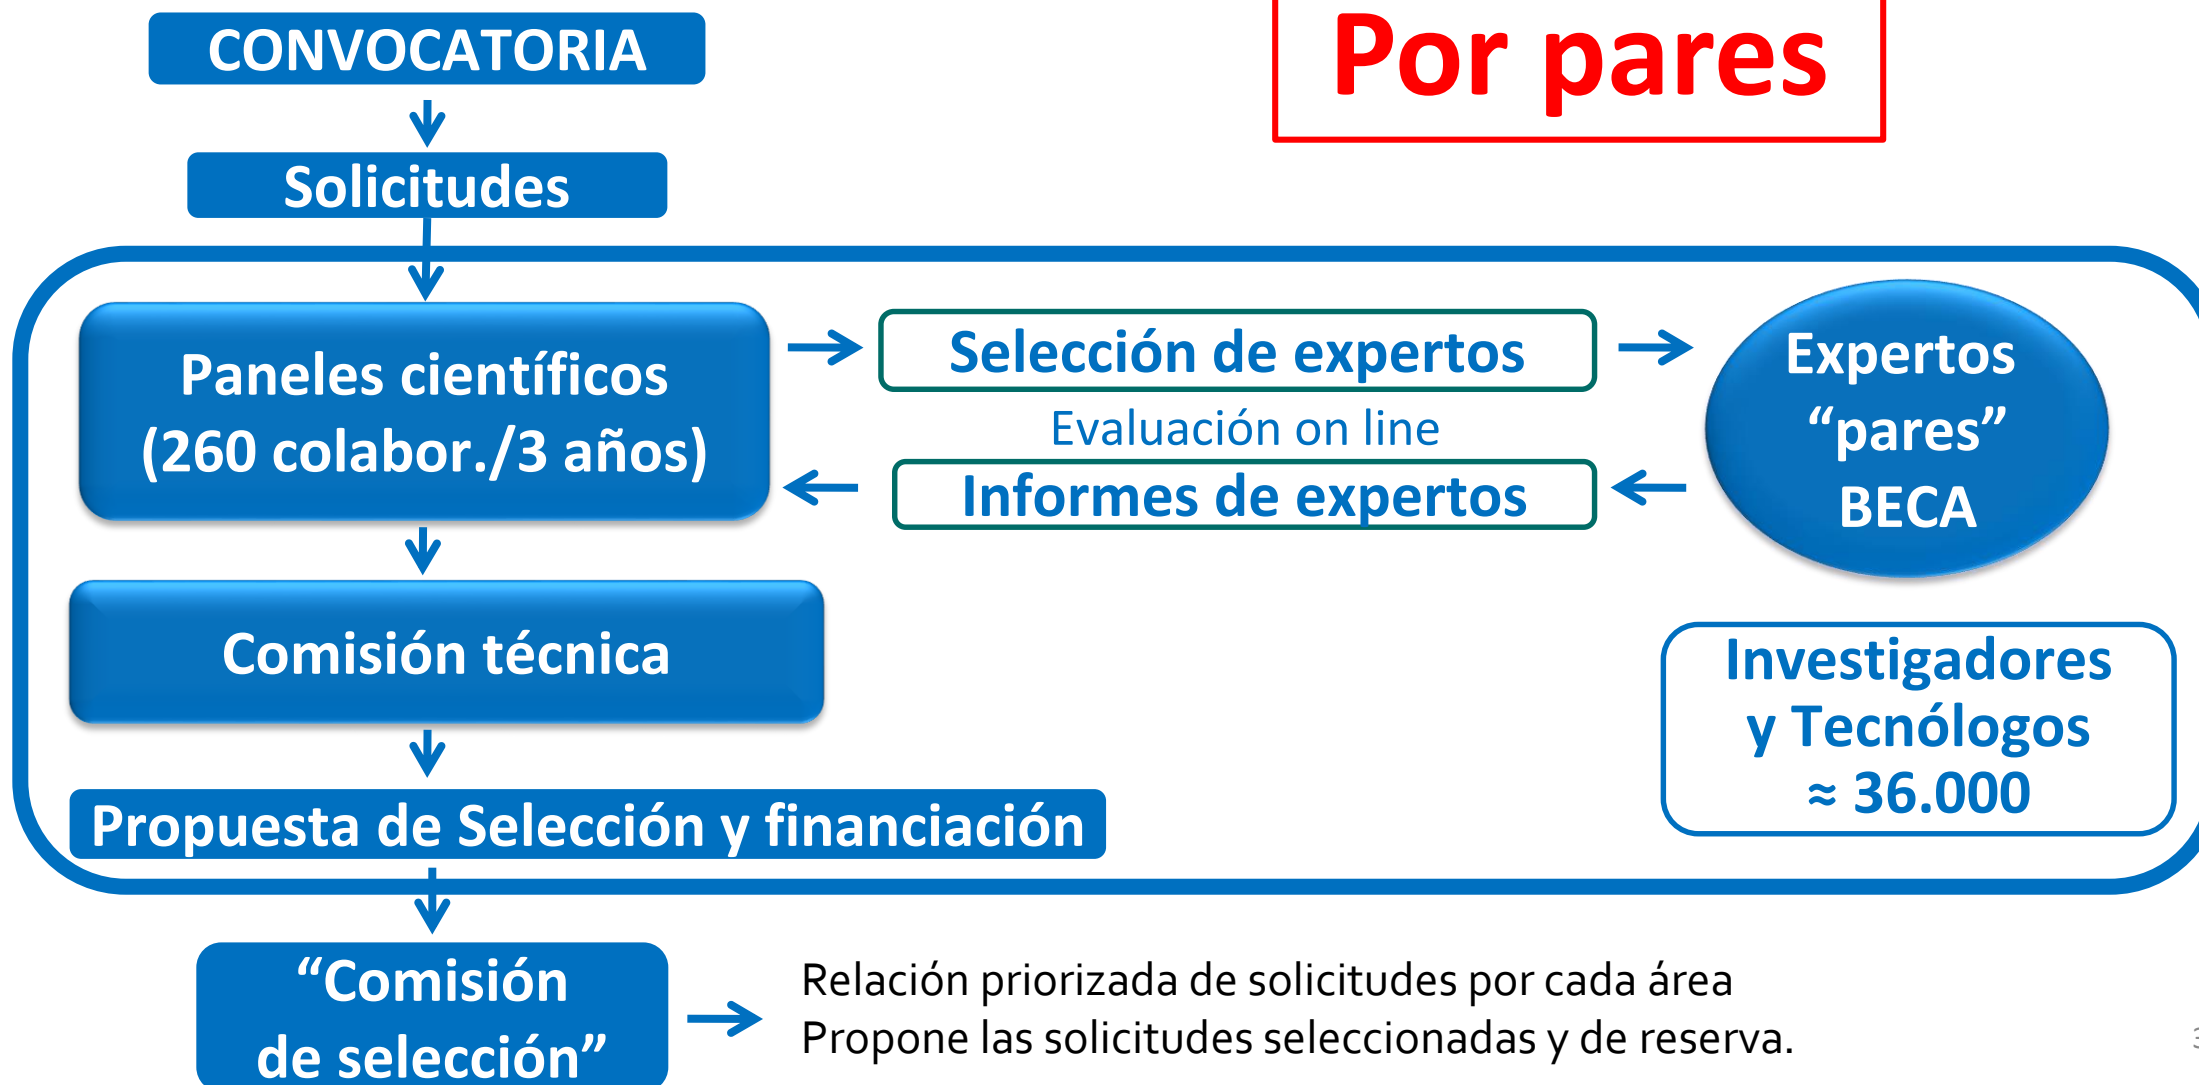 CONVOCATORIA
Por pares
Solicitudes
Paneles científicos
(260 colabor./3 años)
Selección de expertos
Evaluación on line
Informes de expertos
Expertos
“pares”
BECA
Comisión técnica
Investigadores
y Tecnólogos
≈ 36.000
Propuesta de Selección y financiación
“Comisión
de selección”
Relación priorizada de solicitudes por cada área
Propone las solicitudes seleccionadas y de reserva.